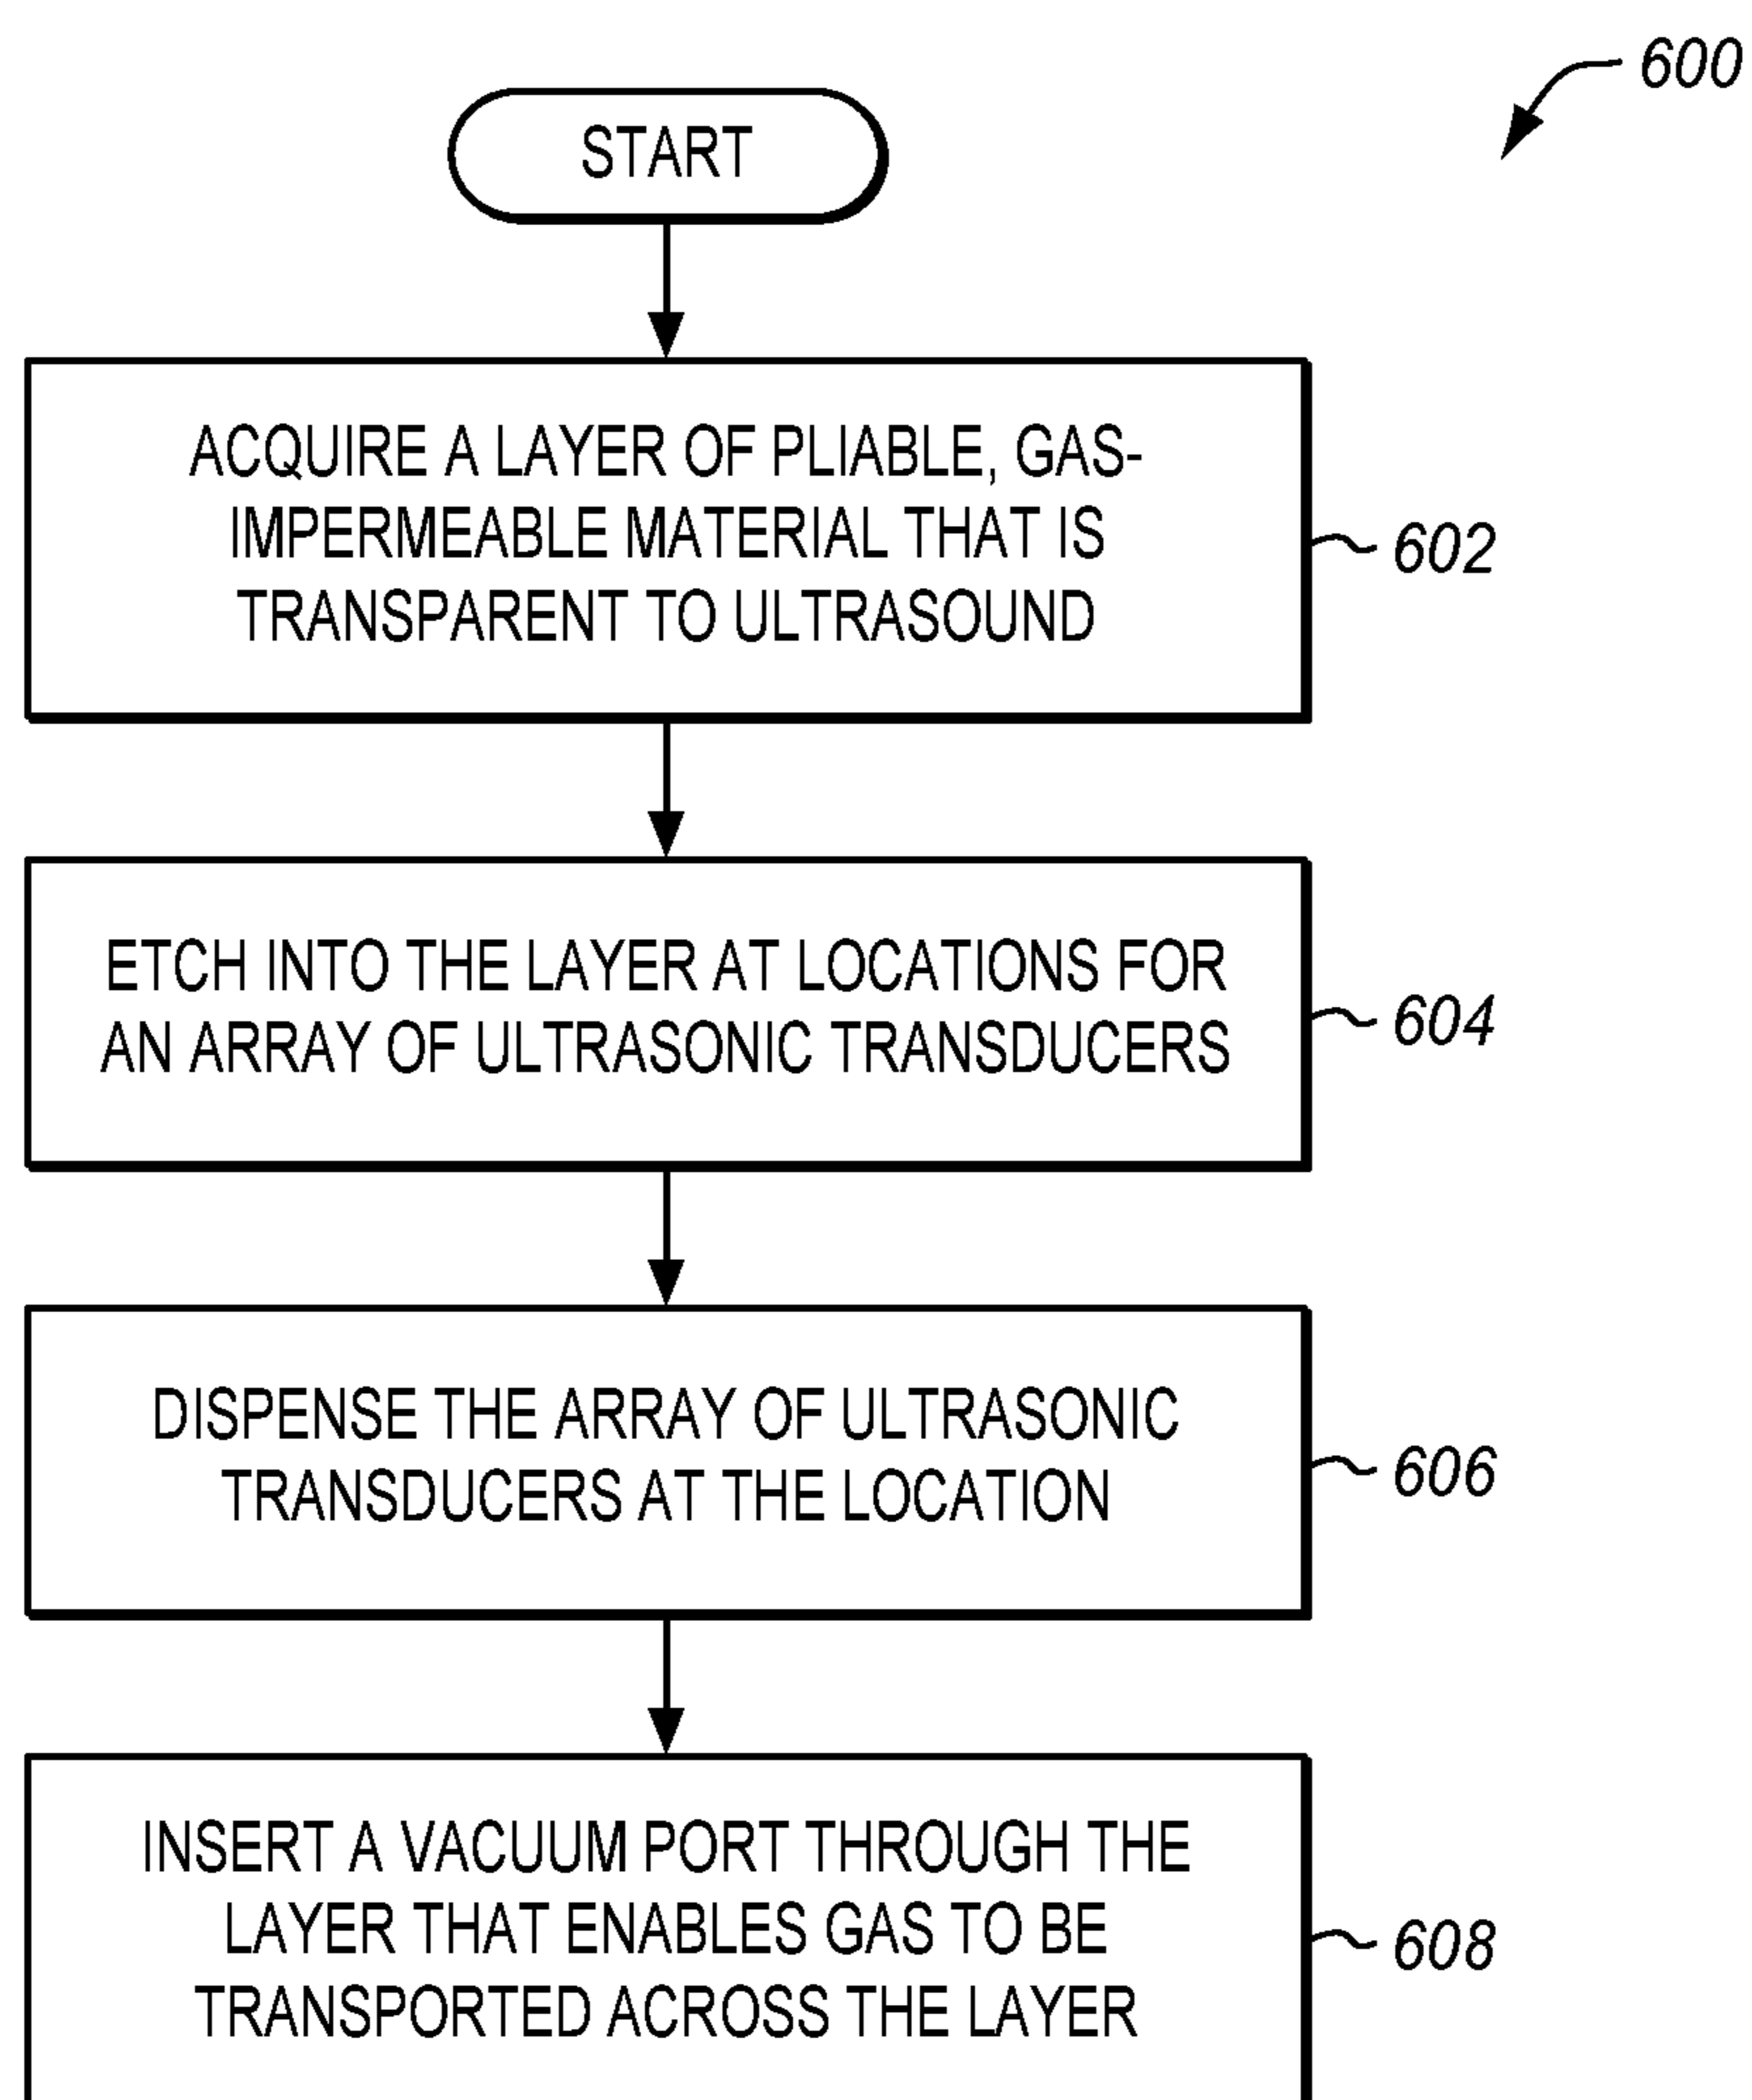 600
START
ACQUIRE A LAYER OF PLIABLE, GAS-
IMPERMEABLE MATERIAL THAT IS
TRANSPARENT TO ULTRASOUND
602
ETCH INTO THE LAYER AT LOCATIONS FOR
AN ARRAY OF ULTRASONIC TRANSDUCERS
604
DISPENSE THE ARRAY OF ULTRASONIC
TRANSDUCERS AT THE LOCATION
606
INSERT A VACUUM PORT THROUGH THE
LAYER THAT ENABLES GAS TO BE
TRANSPORTED ACROSS THE LAYER
608